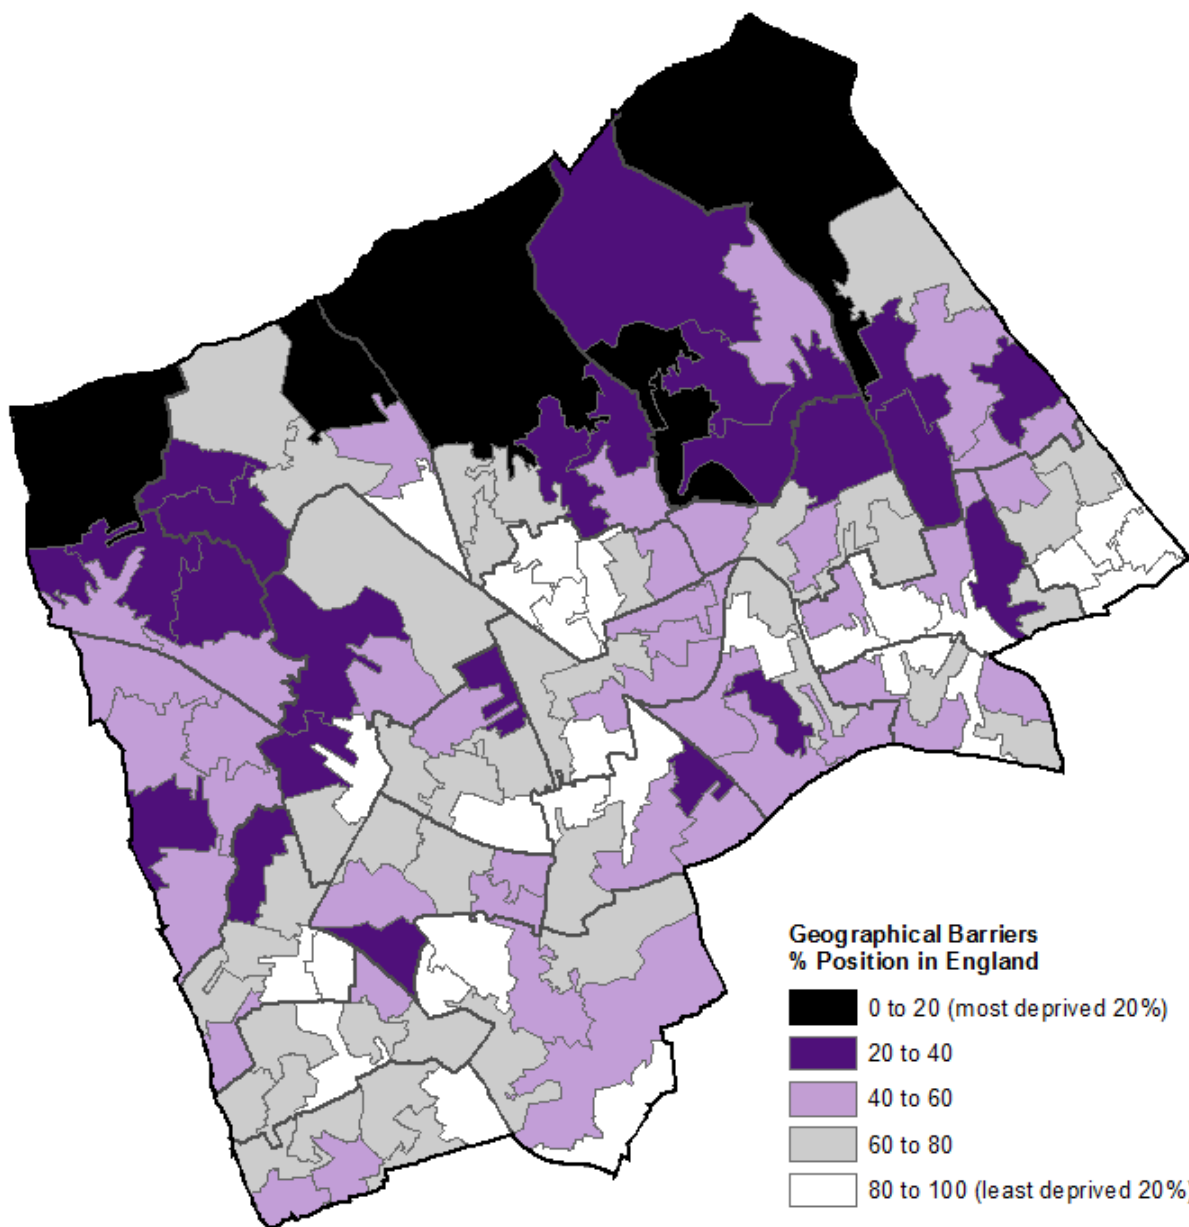 Geographical Barriers
% Position in England
0 to 20 (most deprived 20%)
20 to 40
40 to 60
60 to 80
80 to 100 (least deprived 20%)